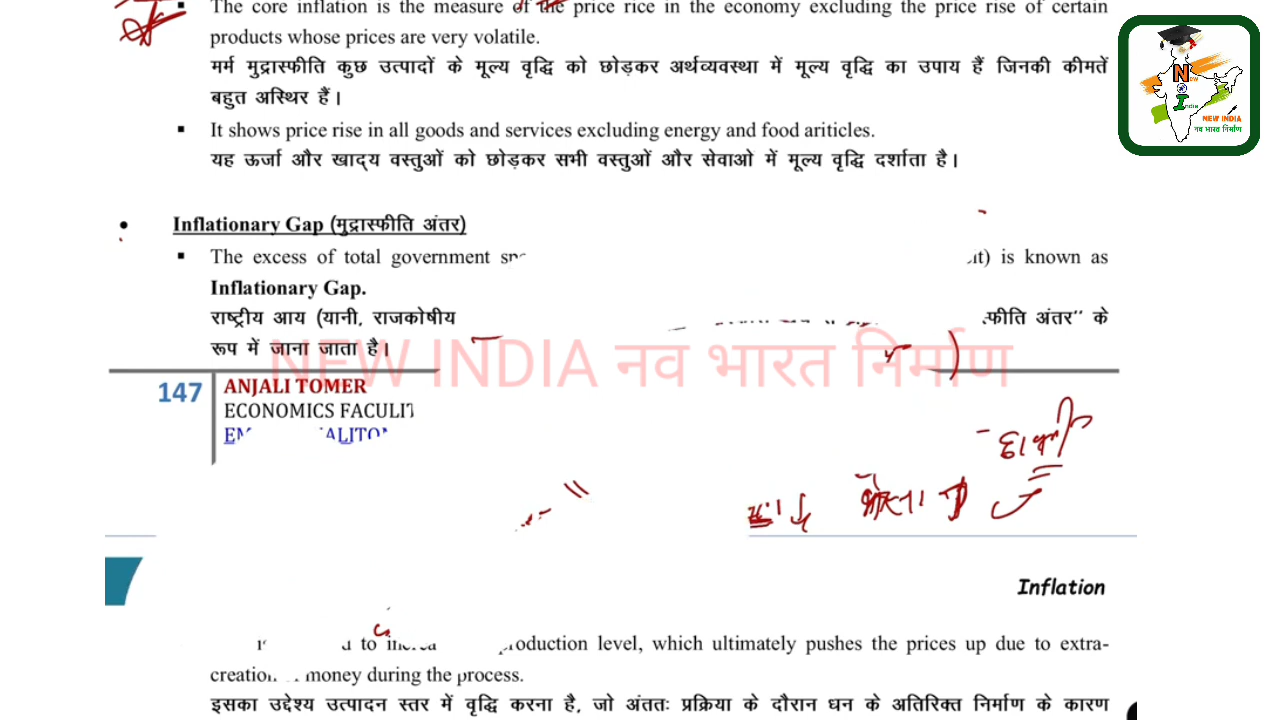 The core inflation is the measure of the price rice in the economy excluding the price rise of certain
products whose prices are very volatile.
मर्म मुद्रास्फीति कुछ उत्पादों के मूल्य वृद्धि को छोड़कर अर्थव्यवस्था में मूल्य वृद्धि का उपाय हैं जिनकी कीमतें
बहुत अस्थिर हैं।
It shows price rise in all goods and services excluding energy and food ariticles.
यह ऊर्जा और खाद्य वस्तुओं को छोड़कर सभी वस्तुओं और सेवाओ में मूल्य वृद्धि दर्शाता है।
New
India
NEW INDIA
नव भारत निर्माण
Inflationary Gap (मुद्रास्फीति अंतर)
The excess of total government is known as
Inflationary Gap.
राष्ट्रीय आय (यानी, राजकोषीय अंतर" के
रूप में जाना जाता है।
NEW INDIA नव भारत निर्माण
147 ANJALI TOMER
ECONOMICS
Inflation
to production level, which ultimately pushes the prices up due to extra-
creation money during the process.
इसका उद्देश्य उत्पादन स्तर में वृद्धि करना है, जो अंततः प्रक्रिया के दौरान धन के अतिरिक्त निर्माण के कारण